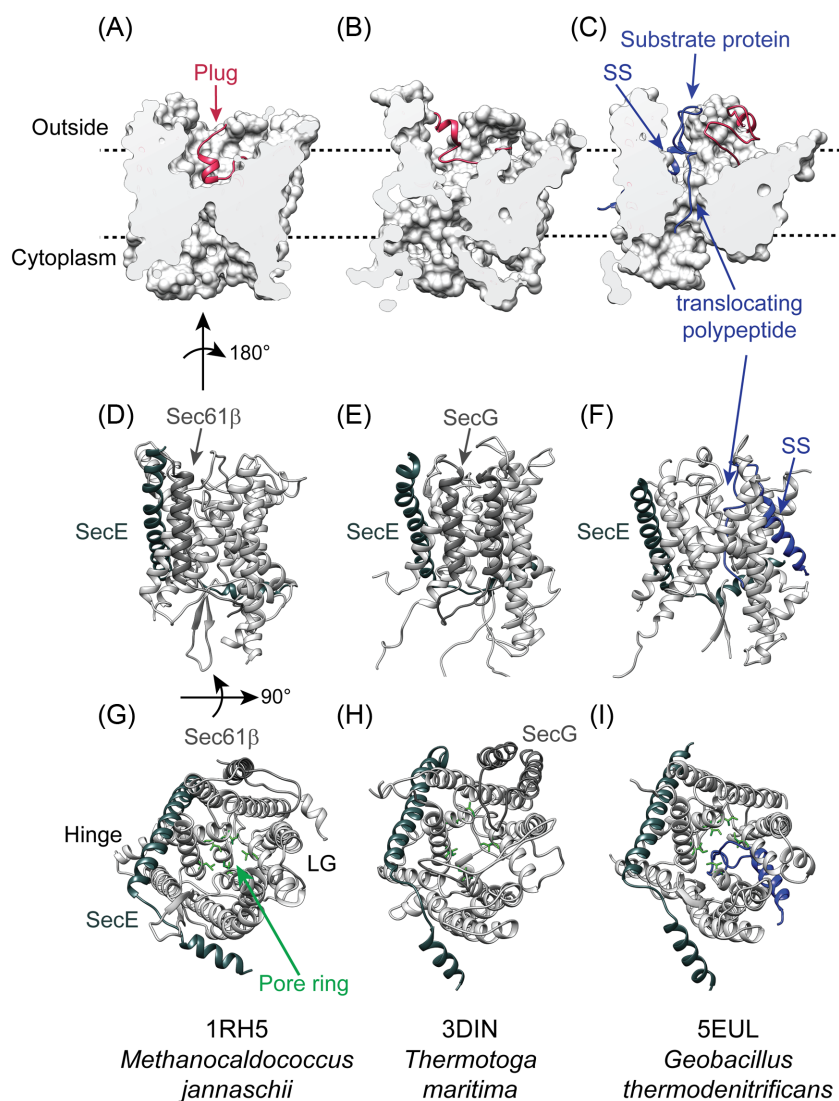 (A)
(B)
(C)
Substrate protein
Plug
SS
Outside
Cytoplasm
translocating
polypeptide
180°
(D)
(E)
(F)
Sec61β
SecG
SS
SecE
SecE
SecE
90°
(G)
(H)
(I)
Sec61β
SecG
Hinge
LG
SecE
Pore ring
1RH5
3DIN
5EUL
Methanocaldococcus
jannaschii
Thermotoga
maritima
Geobacillus
thermodenitrificans